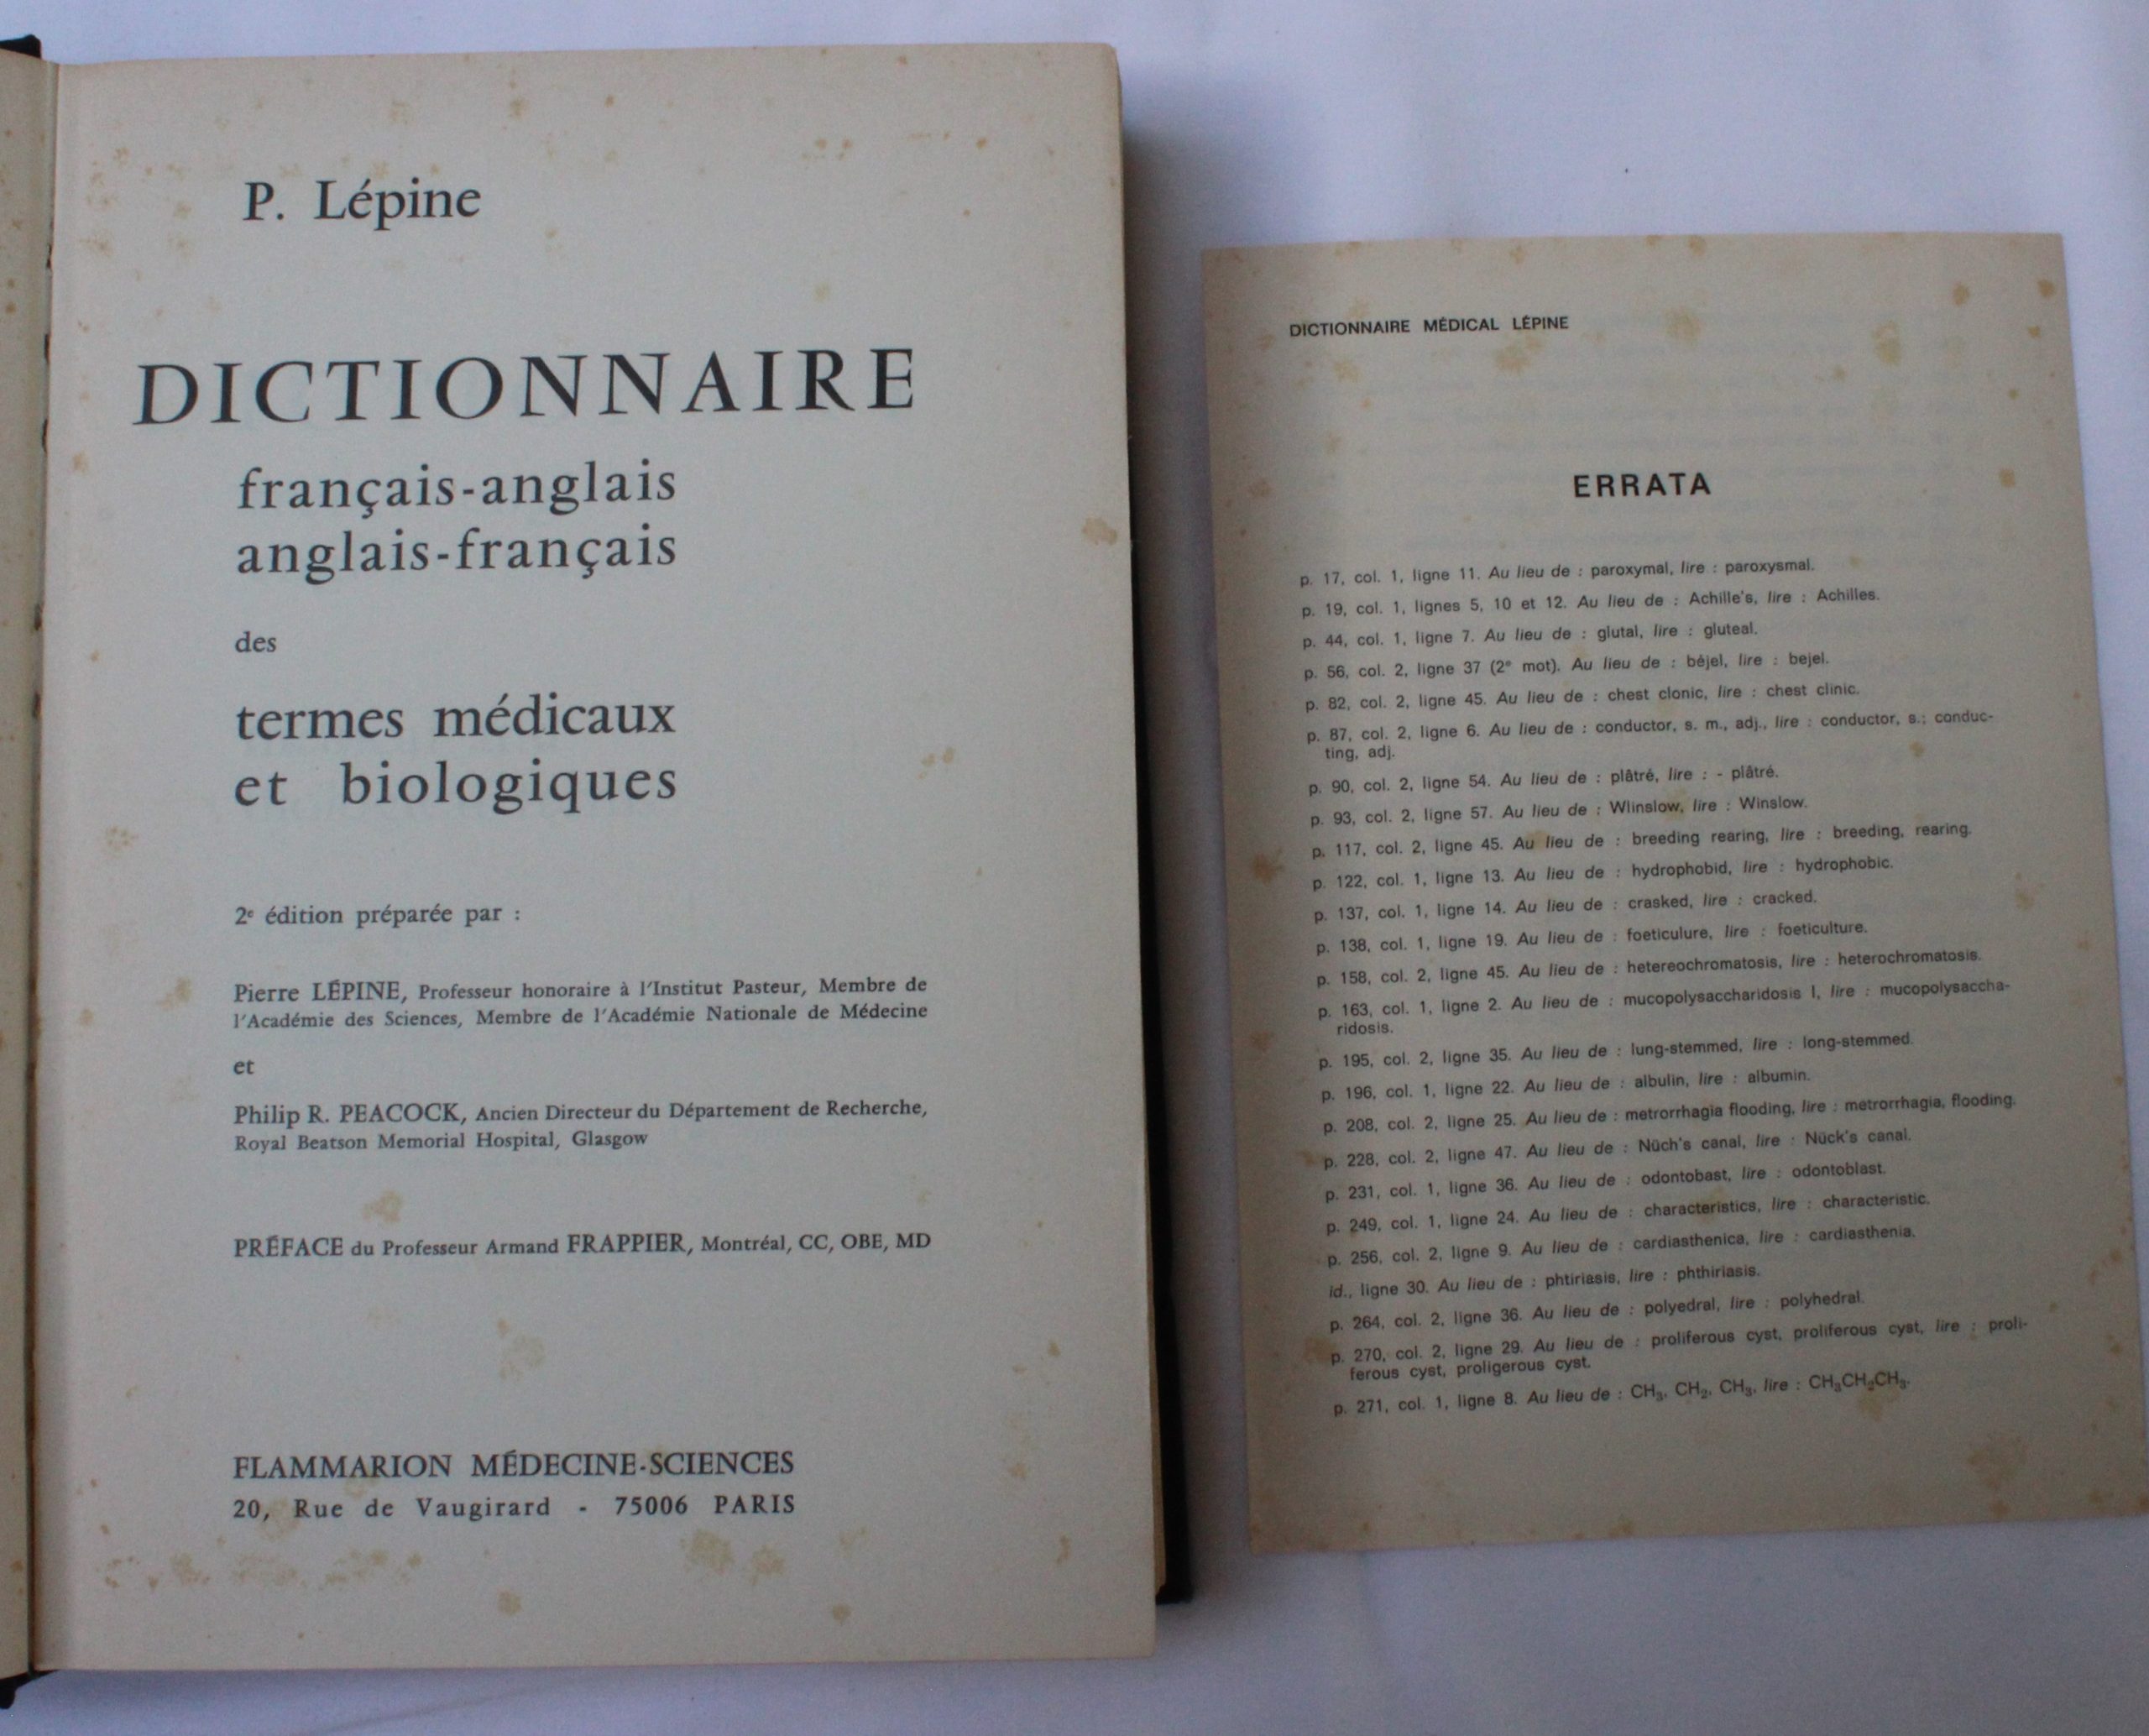 P. Lépine
DICTIONNAIRE
français-anglais
anglais-français
des
termes médicaux
et biologiques
2e édition préparée par :
Pierre LÉPINE, Professeur honoraire à l'Institut Pasteur, Membre de
l'Académie des Sciences, Membre de l'Académie Nationale de Médecine
et
Philip R. PEACOCK, Ancien Directeur du Département de Recherche,
Royal Beatson Memorial Hospital, Glasgow
PRÉFACE du Professeur Armand FRAPPIER, Montréal, CC, OBE, MD
FLAMMARION MÉDECINE-SCIENCES
20, Rue de Vaugirard - 75006 PARIS
DICTIONNAIRE MÉDICAL LÉPINE
ERRATA
p. 17, col. 1, ligne 11. Au lieu de : paroxymal, lire : paroxysmal.
p. 19, col. 1, lignes 5, 10 et 12. Au lieu de : Achille's, lire : Achilles.
p. 44, col. 1, ligne 7. Au lieu de : glutal, lire : gluteal.
p. 56, col. 2, ligne 37 (2e mot). Au lieu de : béjel, lire : bejel.
p. 82, col. 2, ligne 45. Au lieu de : chest clonic, lire : chest clinic.
p. 87, col. 2, ligne 6. Au lieu de : conductor, s. m., adj., lire : conductor, s.; conduc-
ting, adj.
p. 90, col. 2, ligne 54. Au lieu de : plâtré, lire : - plâtré.
p. 93, col. 2, ligne 57. Au lieu de : Wlinslow, lire : Winslow.
p. 117, col. 2, ligne 45. Au lieu de : breeding rearing, lire : breeding, rearing.
p. 122, col. 1, ligne 13. Au lieu de : hydrophobid, lire : hydrophobic.
p. 137, col. 1, ligne 14. Au lieu de : crasked, lire : cracked.
p. 138, col. 1, ligne 19. Au lieu de : foeticulure, lire : foeticulture.
p. 158, col. 2, ligne 45. Au lieu de : hetereochromatosis, lire : heterochromatosis.
p. 163, col. 1, ligne 2. Au lieu de : mucopolysaccharidosis I, lire : mucopolysaccha-
ridosis.
p. 195, col. 2, ligne 35. Au lieu de : lung-stemmed, lire : long-stemmed.
p. 196, col. 1, ligne 22. Au lieu de : albulin, lire : albumin.
p. 208, col. 2, ligne 25. Au lieu de : metrorrhagia flooding, lire : metrorrhagia, flooding.
p. 228, col. 2, ligne 47. Au lieu de : Nüch's canal, lire : Nück's canal.
p. 231, col. 1, ligne 36. Au lieu de : odontobast, lire : odontoblast.
p. 249, col. 1, ligne 24. Au lieu de : characteristics, lire : characteristic.
p. 256, col. 2, ligne 9. Au lieu de : cardiasthenica, lire : cardiasthenia.
id., ligne 30. Au lieu de : phtiriasis, lire : phthiriasis.
p. 264, col. 2, ligne 36. Au lieu de : polyedral, lire : polyhedral.
p. 270, col. 2, ligne 29. Au lieu de : proliferous cyst, proliferous cyst, lire : proli-
ferous cyst, proligerous cyst.
p. 271, col. 1, ligne 8. Au lieu de : CH₃, CH₂, CH₃, lire : CH₃CH₂CH₃.